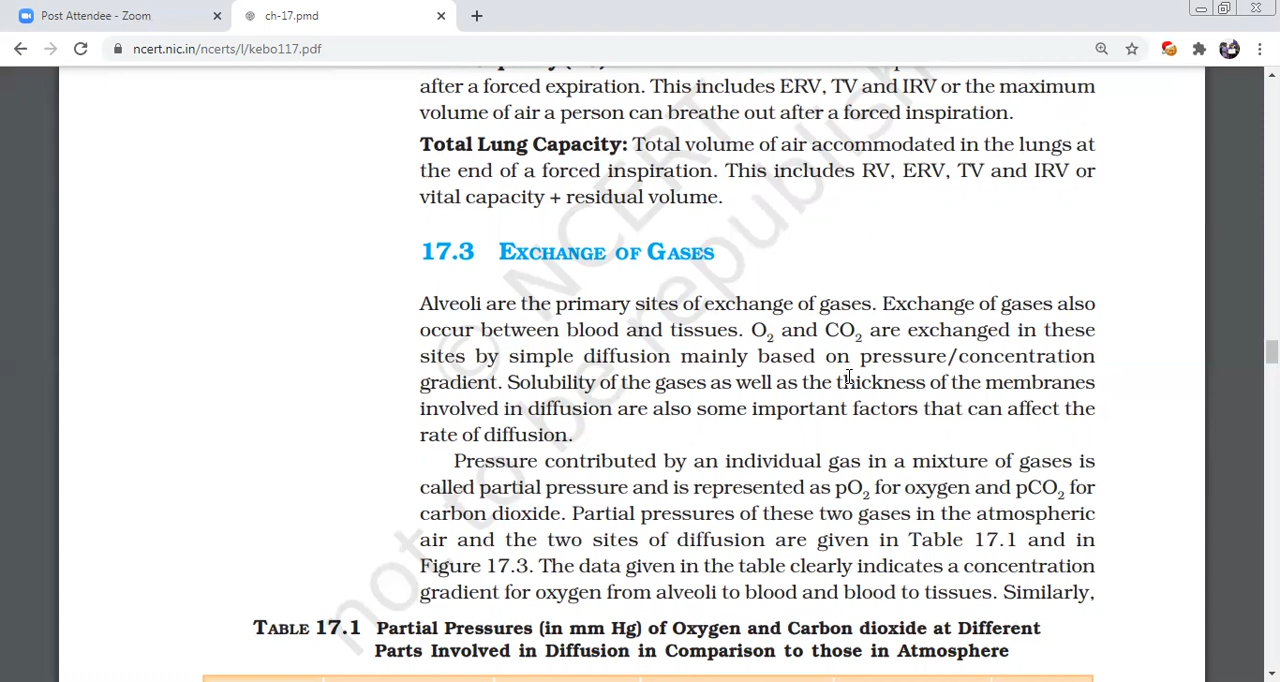 Post Attendee - Zoom
ch-17.pmd
ncert.nic.in/ncerts/l/kebo117.pdf
after a forced expiration. This includes ERV, TV and IRV or the maximum
volume of air a person can breathe out after a forced inspiration.
Total Lung Capacity: Total volume of air accommodated in the lungs at
the end of a forced inspiration. This includes RV, ERV, TV and IRV or
vital capacity + residual volume.
17.3 EXCHANGE OF GASES
Alveoli are the primary sites of exchange of gases. Exchange of gases also
occur between blood and tissues. O₂ and CO₂ are exchanged in these
sites by simple diffusion mainly based on pressure/concentration
gradient. Solubility of the gases as well as the thickness of the membranes
involved in diffusion are also some important factors that can affect the
rate of diffusion.
Pressure contributed by an individual gas in a mixture of gases is
called partial pressure and is represented as pO₂ for oxygen and pCO₂ for
carbon dioxide. Partial pressures of these two gases in the atmospheric
air and the two sites of diffusion are given in Table 17.1 and in
Figure 17.3. The data given in the table clearly indicates a concentration
gradient for oxygen from alveoli to blood and blood to tissues. Similarly,
TABLE 17.1 Partial Pressures (in mm Hg) of Oxygen and Carbon dioxide at Different
Parts Involved in Diffusion in Comparison to those in Atmosphere
© NCERT
not to be republish